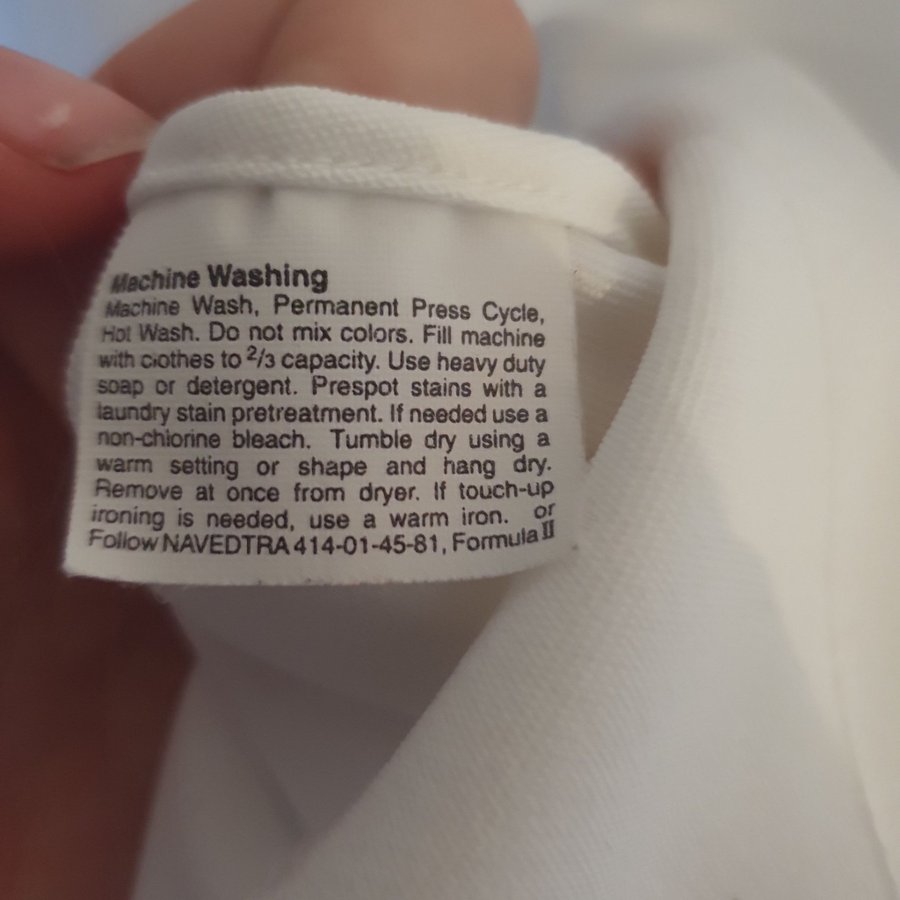 Machine Washing
Machine Wash, Permanent Press Cycle,
Hot Wash. Do not mix colors. Fill machine
with clothes to 2/3 capacity. Use heavy duty
soap or detergent. Prespot stains with a
laundry stain pretreatment. If needed use a
non-chlorine bleach. Tumble dry using a
warm setting or shape and hang dry.
Remove at once from dryer. If touch-up
ironing is needed, use a warm iron. or
Follow NAVEDTRA 414-01-45-81, Formula II